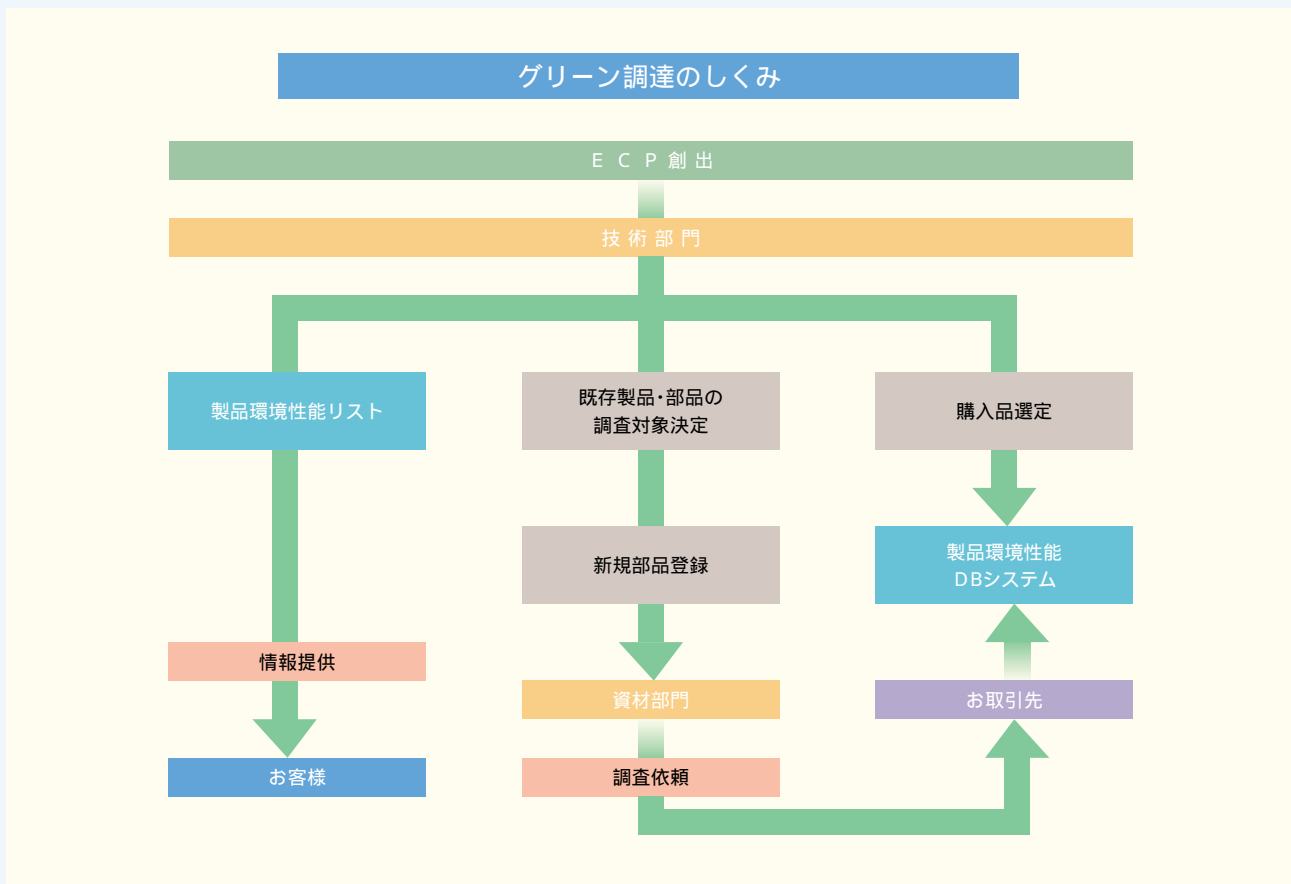 グリーン調達のしくみ
ECP創出
技術部門
製品環境性能リスト
既存製品・部品の
調査対象決定
購入品選定
新規部品登録
製品環境性能
DBシステム
情報提供
資材部門
お取引先
お客様
調査依頼